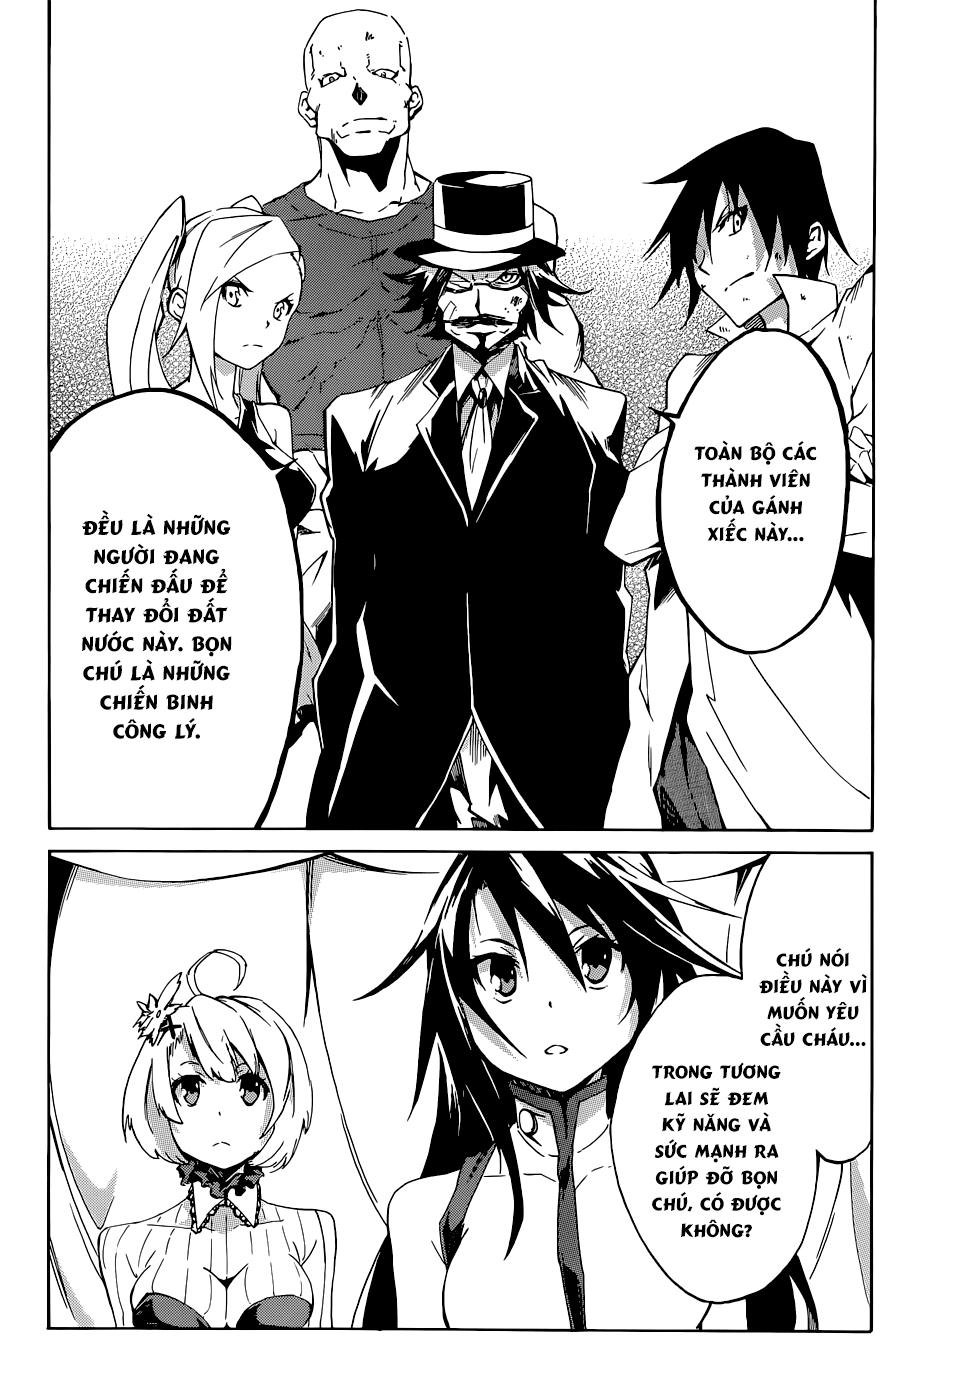 TOÀN BỘ CÁC
THÀNH VIÊN
CỦA GÁNH
XIẾC NÀY...
ĐỀU LÀ NHỮNG
NGƯỜI ĐANG
CHIẾN ĐẤU ĐỂ
THAY ĐỔI ĐẤT
NƯỚC NÀY. BỌN
CHÚ LÀ NHỮNG
CHIẾN BINH
CÔNG LÝ.
CHÚ NÓI
ĐIỀU NÀY VÌ
MUỐN YÊU
CẦU CHÁU...
TRONG TƯƠNG
LAI SẼ ĐEM
KỸ NĂNG VÀ
SỨC MẠNH RA
GIÚP ĐỠ BỌN
CHÚ, CÓ ĐƯỢC
KHÔNG?